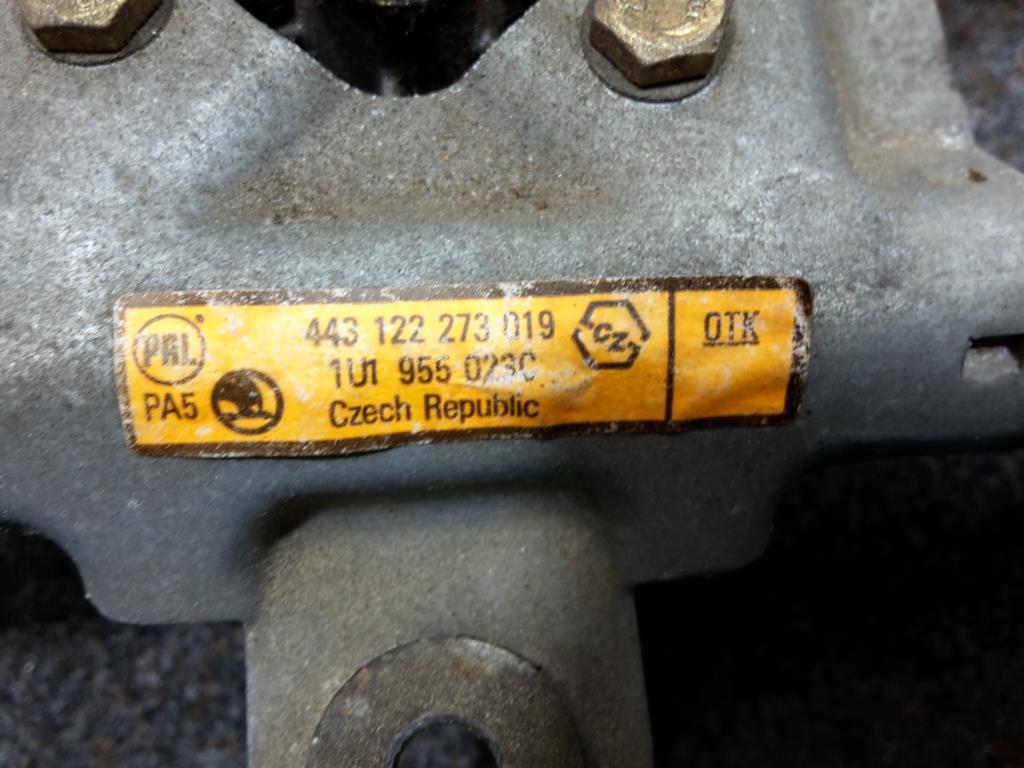 PAL
PA5
443 122 273 019
1U1 955 023C
Czech Republic
CZ
OTK